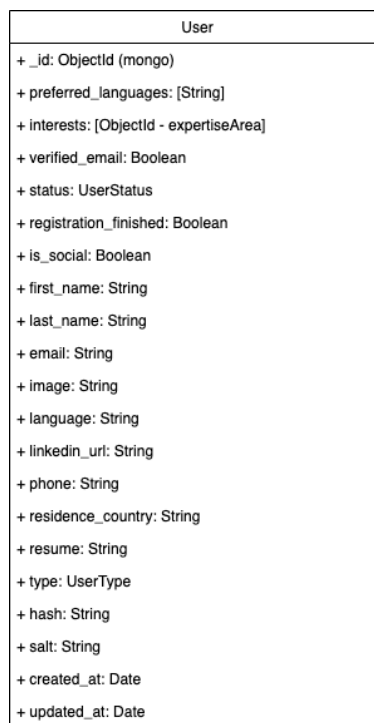 User
+ _id: ObjectId (mongo)
+ preferred_languages: [String]
+ interests: [ObjectId - expertiseArea]
+ verified_email: Boolean
+ status: UserStatus
+ registration_finished: Boolean
+ is_social: Boolean
+ first_name: String
+ last_name: String
+ email: String
+ image: String
+ language: String
+ linkedin_url: String
+ phone: String
+ residence_country: String
+ resume: String
+ type: UserType
+ hash: String
+ salt: String
+ created_at: Date
+ updated_at: Date